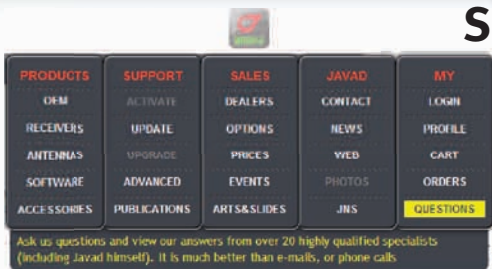 S
PRODUCTS SUPPORT SALES JAVAD MY
OEM ACTIVATE DEALERS CONTACT LOGIN
RECEIVERS UPDATE OPTIONS NEWS PROFILE
ANTENNAS UPGRADE PRICES WEB CART
SOFTWARE ADVANCED EVENTS PHOTOS ORDERS
ACCESSORIES PUBLICATIONS ARTS&SLIDES JNS QUESTIONS
Ask us questions and view our answers from over 20 highly qualified specialists
(including Javad himself). It is much better than e-mails, or phone calls